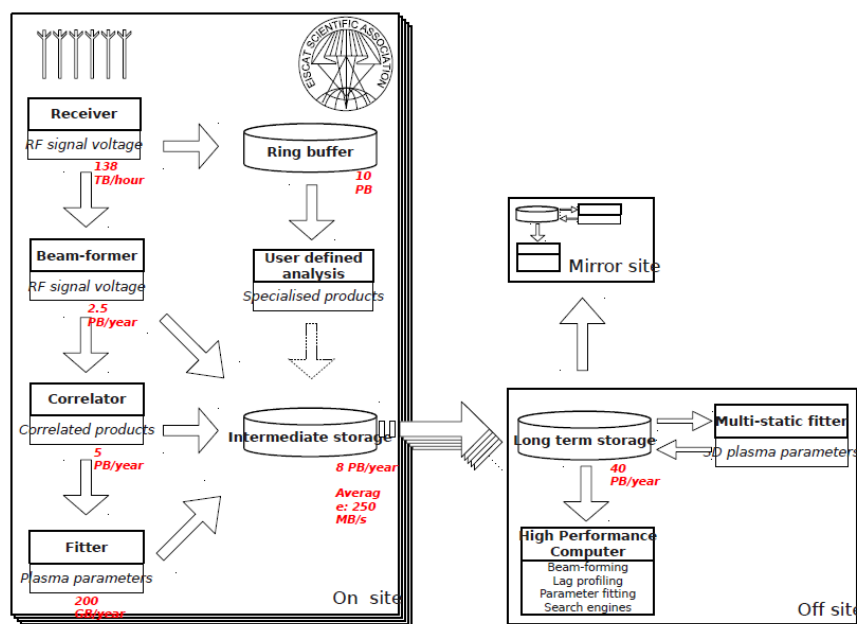 EISCAT SCIENTIFIC ASSOCIATION
Receiver
RF signal voltage
138
TB/hour
Ring buffer
10
PB
Beam-former
RF signal voltage
2.5
PB/year
User defined
analysis
Specialised products
Correlator
Correlated products
5
PB/year
Intermediate storage
8 PB/year
Averag
e: 250
MB/s
Fitter
Plasma parameters
200
GB/year
On site
Mirror site
Long term storage
40
PB/year
Multi-static fitter
3D plasma parameters
High Performance
Computer
Beam-forming
Lag profiling
Parameter fitting
Search engines
Off site